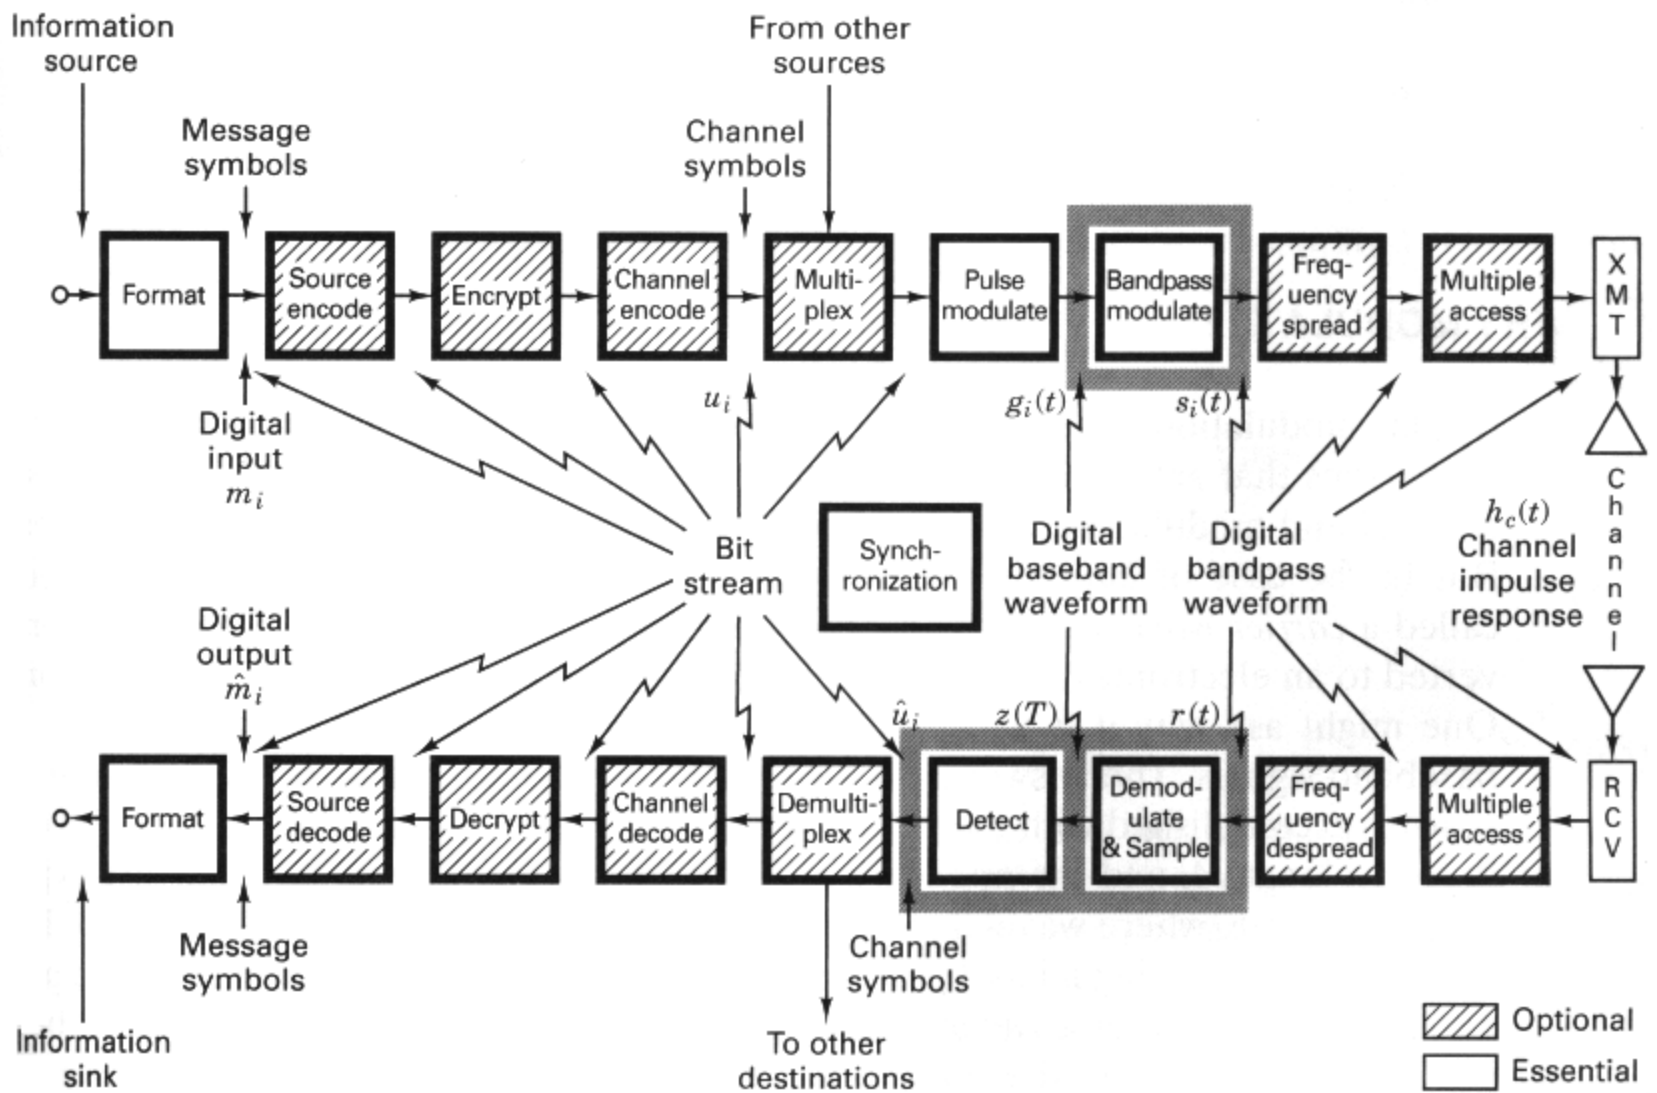 Information
source
From other
sources
Message
symbols
Channel
symbols
Format
Source
encode
Encrypt
Channel
encode
Multi-
plex
Pulse
modulate
Bandpass
modulate
Freq-
uency
spread
Multiple
access
X
M
T
Digital
input
m_i
u_i
g_i(t)
s_i(t)
Bit
stream
Synch-
ronization
Digital
baseband
waveform
Digital
bandpass
waveform
h_c(t)
Channel
impulse
response
C
h
a
n
n
e
l
Digital
output
m̂_i
û_i
z(T)
r(t)
Format
Source
decode
Decrypt
Channel
decode
Demulti-
plex
Detect
Demod-
ulate
& Sample
Freq-
uency
despread
Multiple
access
R
C
V
Message
symbols
Channel
symbols
Information
sink
To other
destinations
Optional
Essential